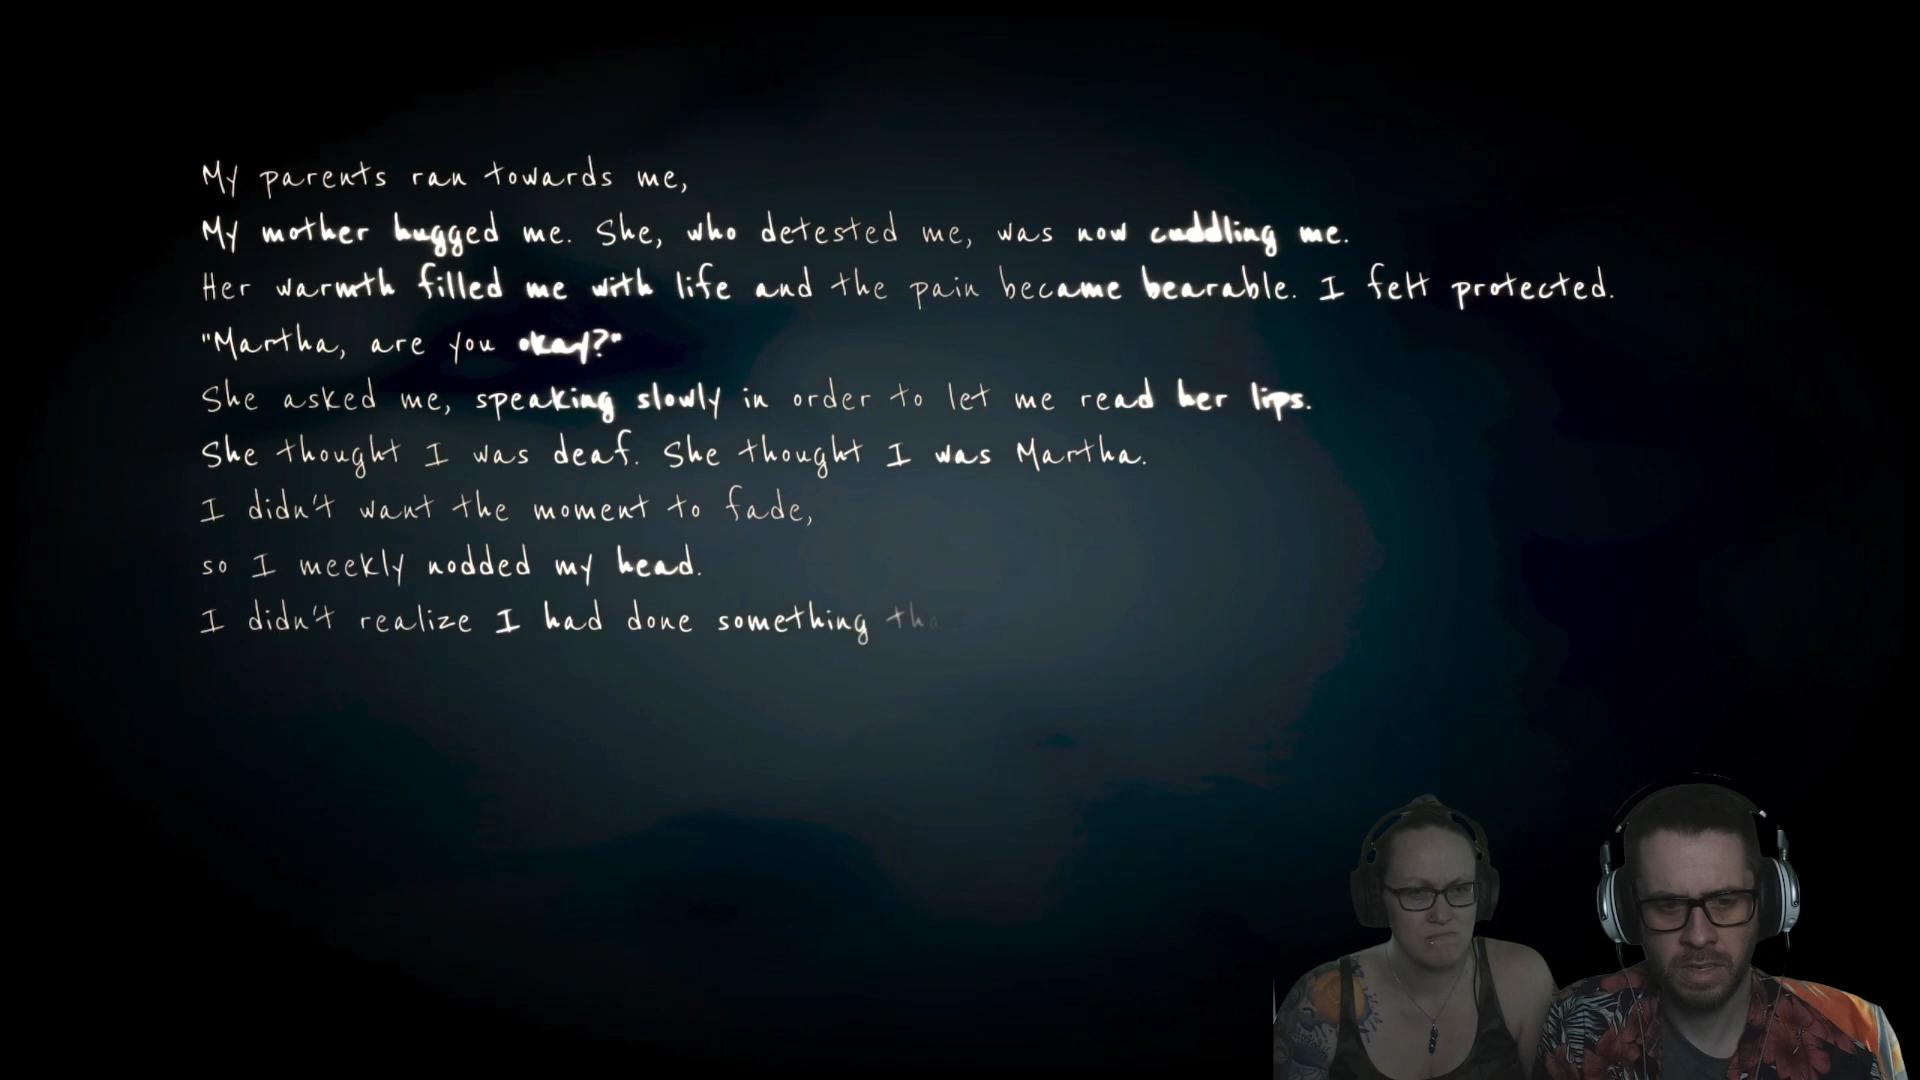 My parents ran towards me,
My mother hugged me. She, who detested me, was now cuddling me.
Her warmth filled me with life and the pain became bearable. I felt protected.
"Martha, are you okay?"
She asked me, speaking slowly in order to let me read her lips.
She thought I was deaf. She thought I was Martha.
I didn't want the moment to fade,
so I meekly nodded my head.
I didn't realize I had done something tha